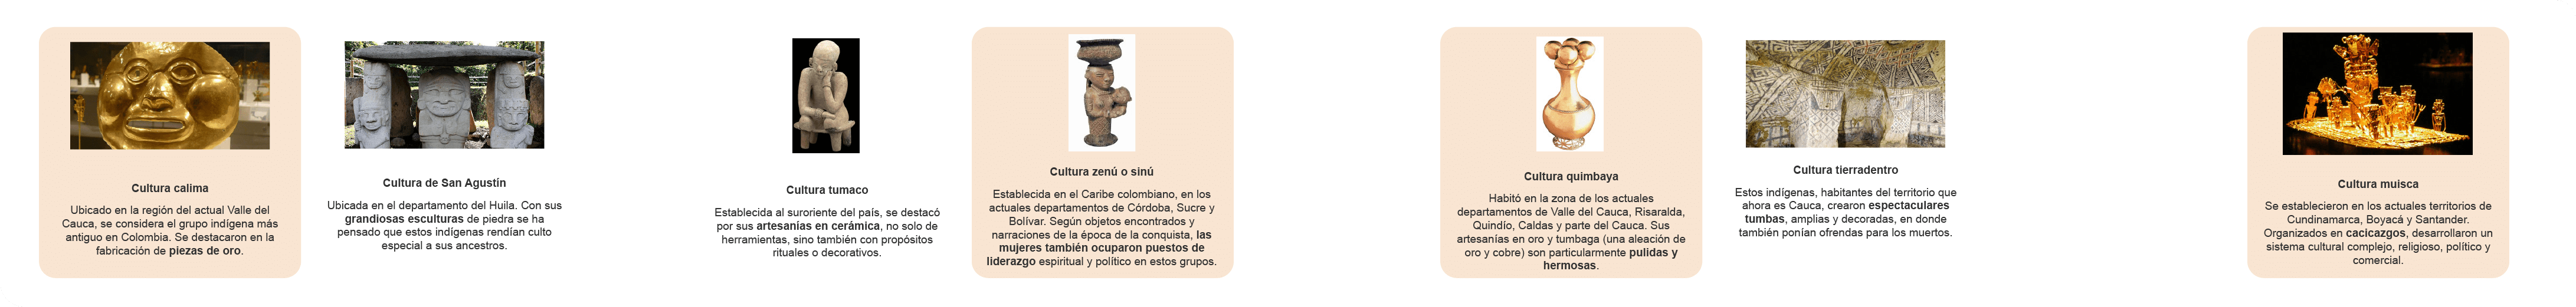 Cultura calima
Ubicado en la región del actual Valle del
Cauca, se considera el grupo indígena más
antiguo en Colombia. Se destacaron en la
fabricación de piezas de oro.
Cultura de San Agustín
Ubicada en el departamento del Huila. Con sus
grandiosas esculturas de piedra se ha
pensado que estos indígenas rendían culto
especial a sus ancestros.
Cultura tumaco
Establecida al suroriente del país, se destacó
por sus artesanías en cerámica, no solo de
herramientas, sino también con propósitos
rituales o decorativos.
Cultura zenú o sinú
Establecida en el Caribe colombiano, en los
actuales departamentos de Córdoba, Sucre y
Bolívar. Según objetos encontrados y
narraciones de la época de la conquista, las
mujeres también ocuparon puestos de
liderazgo espiritual y político en estos grupos.
Cultura quimbaya
Habitó en la zona de los actuales
departamentos de Valle del Cauca, Risaralda,
Quindío, Caldas y parte del Cauca. Sus
artesanías en oro y tumbaga (una aleación de
oro y cobre) son particularmente pulidas y
hermosas.
Cultura tierradentro
Estos indígenas, habitantes del territorio que
ahora es Cauca, crearon espectaculares
tumbas, amplias y decoradas, en donde
también ponían ofrendas para los muertos.
Cultura muisca
Se establecieron en los actuales territorios de
Cundinamarca, Boyacá y Santander.
Organizados en cacicazgos, desarrollaron un
sistema cultural complejo, religioso, político y
comercial.